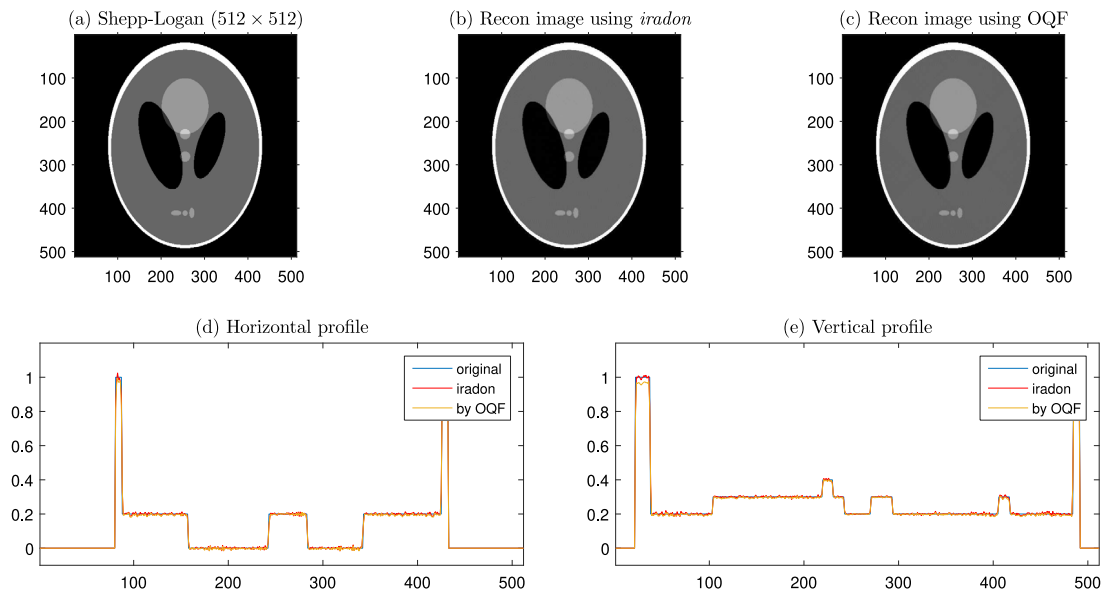 (a) Shepp-Logan (512 × 512)
(b) Recon image using iradon
(c) Recon image using OQF
100
200
300
400
500
100 200 300 400 500
100
200
300
400
500
100 200 300 400 500
100
200
300
400
500
100 200 300 400 500
(d) Horizontal profile
1
0.8
0.6
0.4
0.2
0
100 200 300 400 500
original
iradon
by OQF
(e) Vertical profile
1
0.8
0.6
0.4
0.2
0
100 200 300 400 500
original
iradon
by OQF